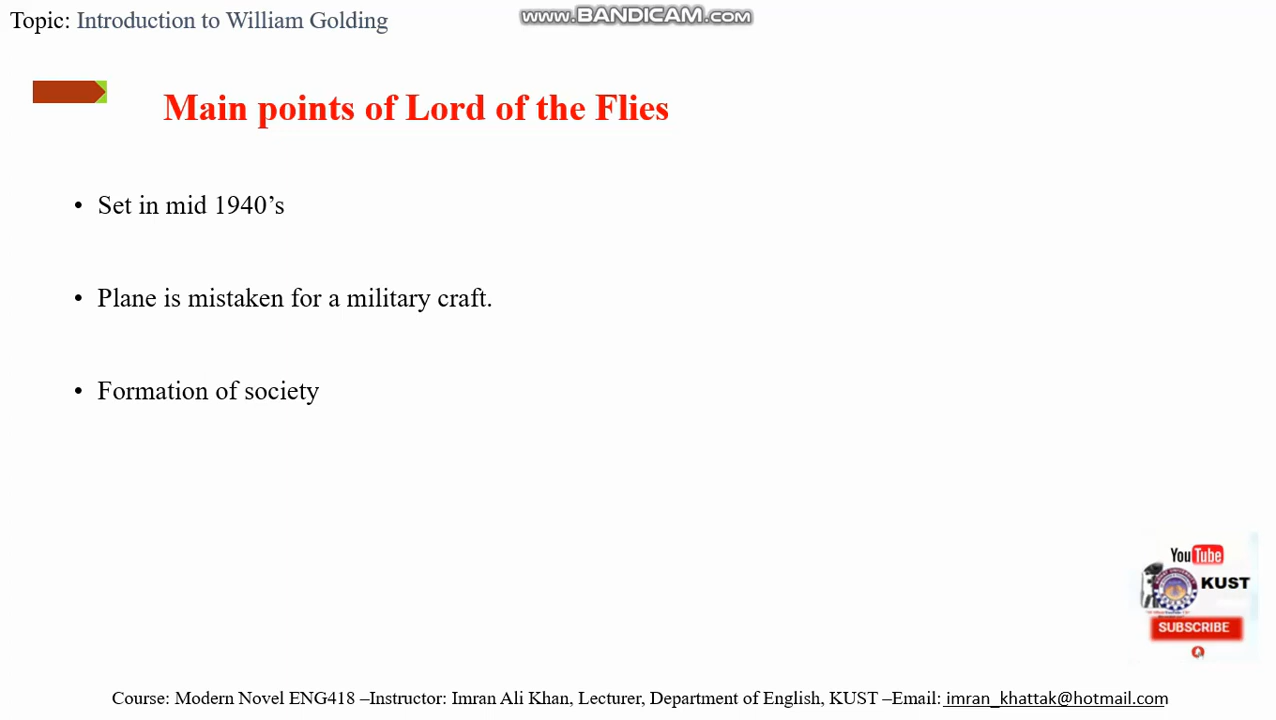 Topic: Introduction to William Golding
www.BANDICAM.com
Main points of Lord of the Flies
• Set in mid 1940’s
• Plane is mistaken for a military craft.
• Formation of society
YouTube
KUST
SUBSCRIBE
Course: Modern Novel ENG418 –Instructor: Imran Ali Khan, Lecturer, Department of English, KUST –Email: imran_khattak@hotmail.com